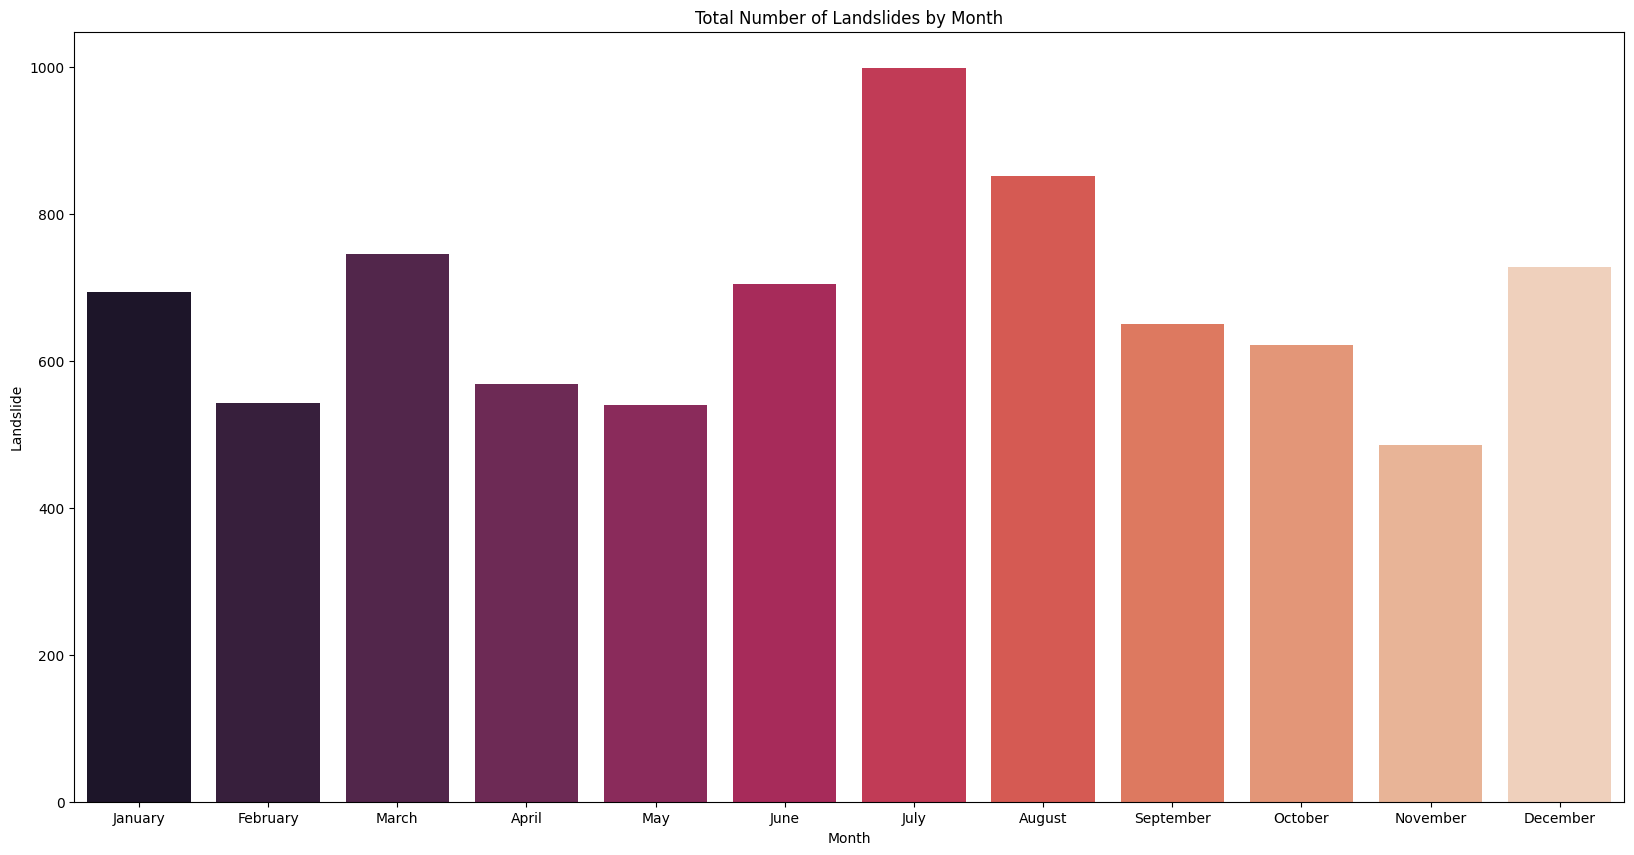 Total Number of Landslides by Month
Landslide
1000
800
600
400
200
0
January February March April May June July August September October November December
Month